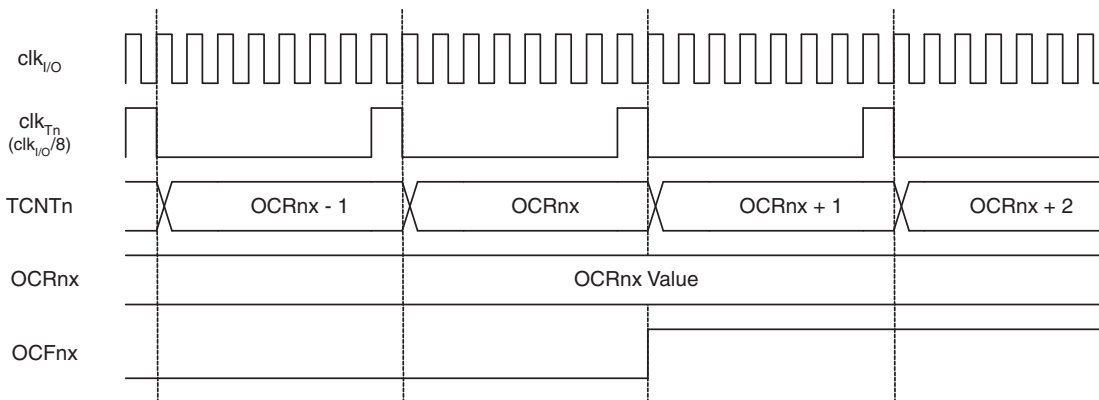 clkI/O
clkTn
(clkI/O/8)
TCNTn OCRnx - 1 OCRnx OCRnx + 1 OCRnx + 2
OCRnx OCRnx Value
OCFnx